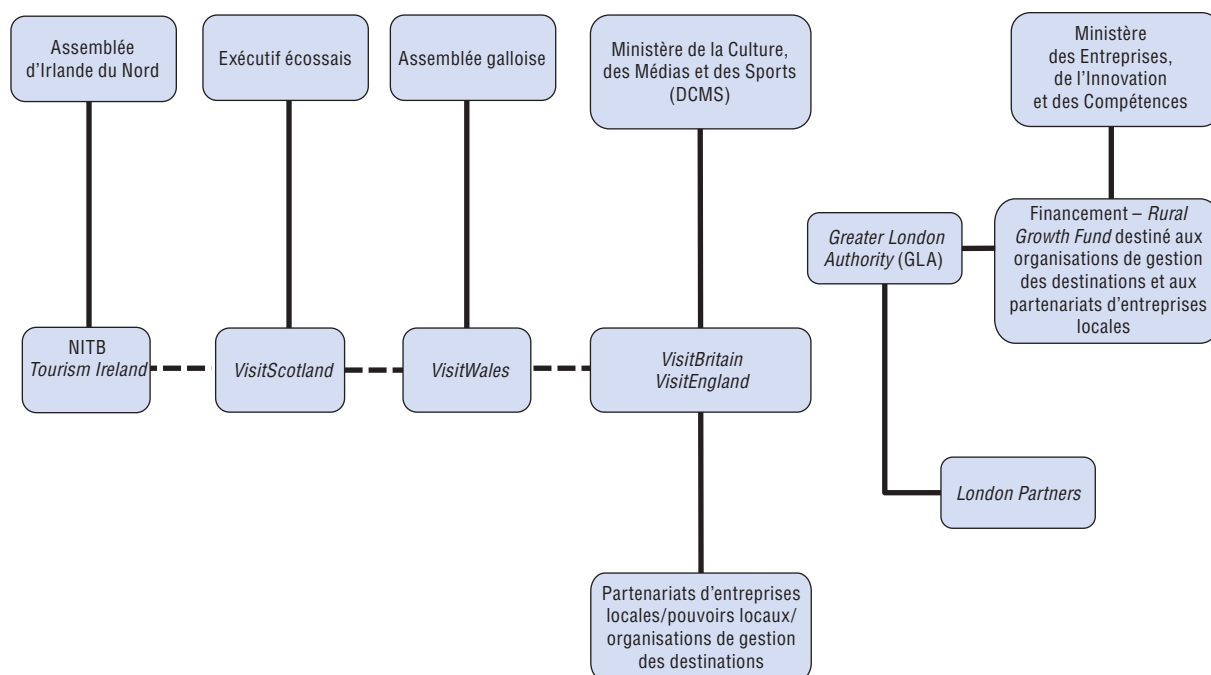 Assemblée
d'Irlande du Nord
Exécutif écossais
Assemblée galloise
Ministère de la Culture,
des Médias et des Sports
(DCMS)
Ministère
des Entreprises,
de l'Innovation
et des Compétences
Greater London
Authority (GLA)
Financement – Rural
Growth Fund destiné aux
organisations de gestion
des destinations et aux
partenariats d'entreprises
locales
NITB
Tourism Ireland
VisitScotland
VisitWales
VisitBritain
VisitEngland
London Partners
Partenariats d'entreprises
locales/pouvoirs locaux/
organisations de gestion
des destinations